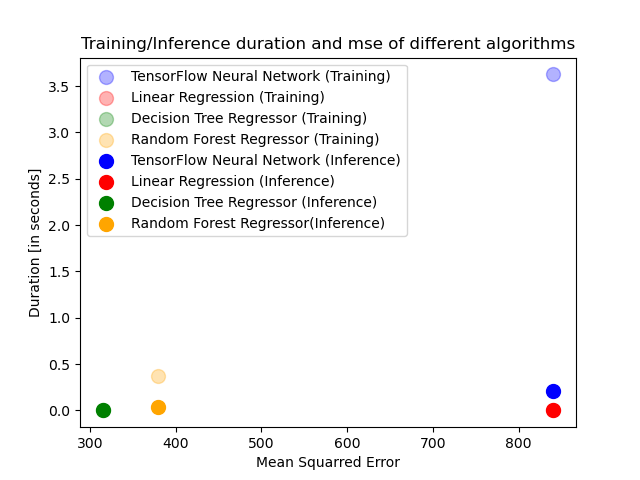 Training/Inference duration and mse of different algorithms
TensorFlow Neural Network (Training)
Linear Regression (Training)
Decision Tree Regressor (Training)
Random Forest Regressor (Training)
TensorFlow Neural Network (Inference)
Linear Regression (Inference)
Decision Tree Regressor (Inference)
Random Forest Regressor(Inference)
Duration [in seconds]
3.5
3.0
2.5
2.0
1.5
1.0
0.5
0.0
300 400 500 600 700 800
Mean Squarred Error